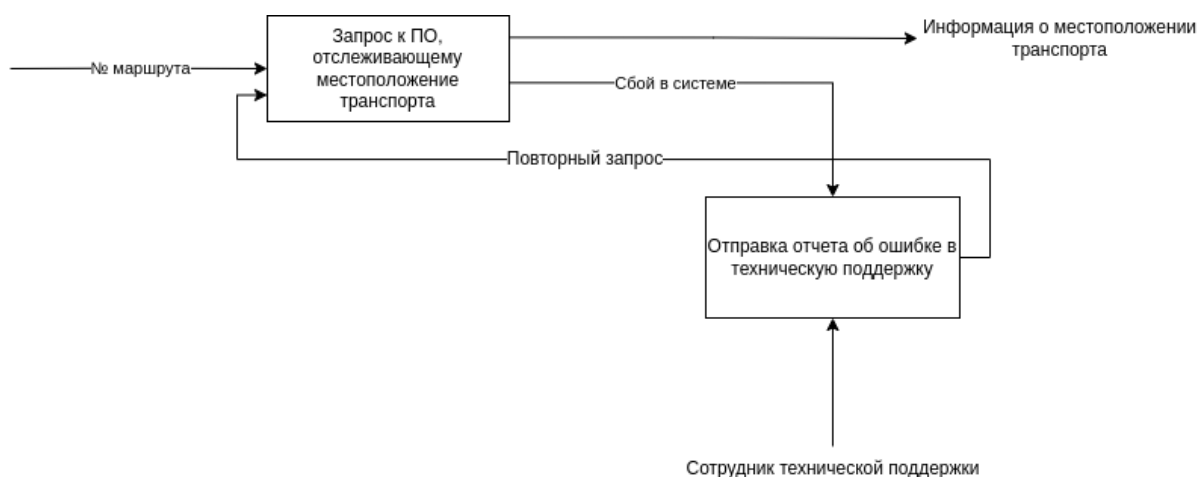 Запрос к ПО,
отслеживающему
местоположение
транспорта
Информация о местоположении
транспорта
№ маршрута
Сбой в системе
Повторный запрос
Отправка отчета об ошибке в
техническую поддержку
Сотрудник технической поддержки